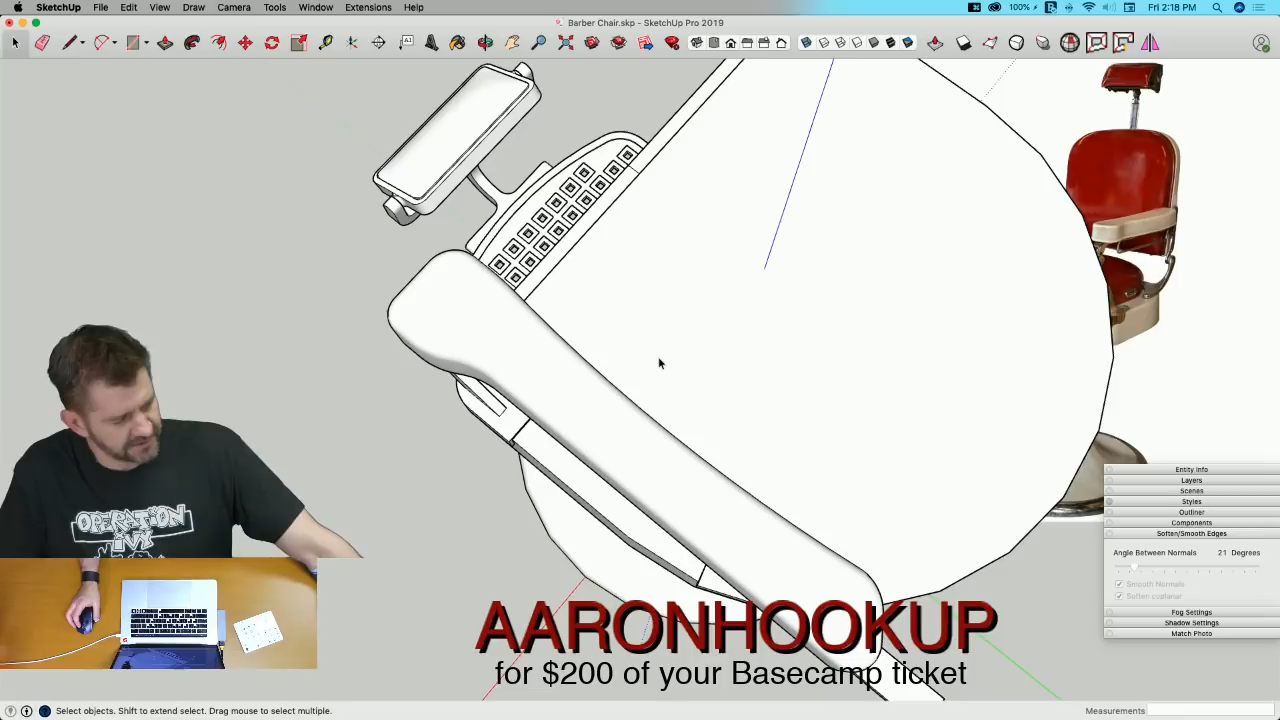 SketchUp File Edit View Draw Camera Tools Window Extensions Help 100% Fri 2:18 PM
Barber Chair.skp - SketchUp Pro 2019
Entity Info
Layers
Scenes
Styles
Outliner
Components
Soften/Smooth Edges
Angle Between Normals 21 Degrees
Smooth Normals
Soften coplanar
Fog Settings
Shadow Settings
Match Photo
OPERATION
IVY
AARONHOOKUP
for $200 of your Basecamp ticket
Select objects. Shift to extend select. Drag mouse to select multiple. Measurements